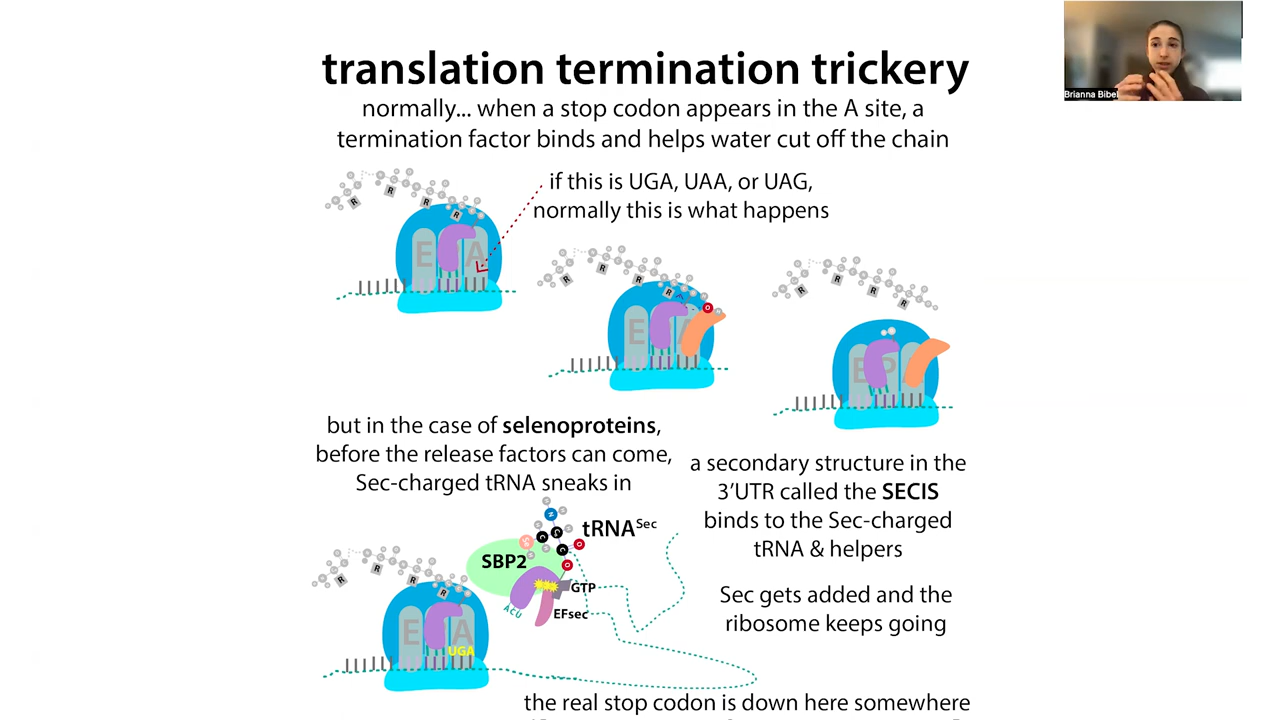 translation termination trickery
normally... when a stop codon appears in the A site, a
termination factor binds and helps water cut off the chain
if this is UGA, UAA, or UAG,
normally this is what happens
R
R
R
R
E
A
R
R
R
R
E
A
R
R
R
R
E
P
but in the case of selenoproteins,
before the release factors can come,
Sec-charged tRNA sneaks in
a secondary structure in the
3'UTR called the SECIS
binds to the Sec-charged
tRNA & helpers
tRNASec
SBP2
GTP
EFsec
ACU
Sec gets added and the
ribosome keeps going
R
R
R
R
E
A
UGA
the real stop codon is down here somewhere
Brianna Bibel